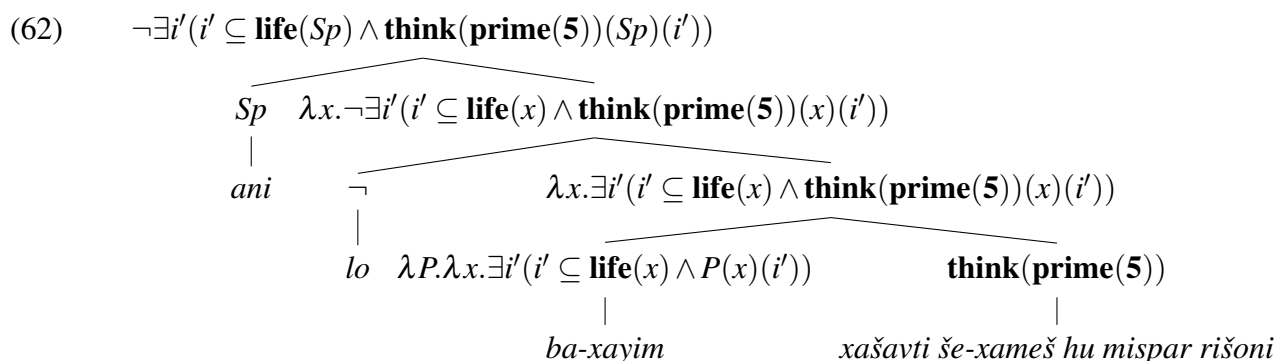 (62) ¬∃i′(i′ ⊆ life(Sp) ∧ think(prime(5))(Sp)(i′))
Sp λx.¬∃i′(i′ ⊆ life(x) ∧ think(prime(5))(x)(i′))
ani ¬ λx.∃i′(i′ ⊆ life(x) ∧ think(prime(5))(x)(i′))
lo λP.λx.∃i′(i′ ⊆ life(x) ∧ P(x)(i′)) think(prime(5))
ba-xayim xašavti še-xameš hu mispar rišoni